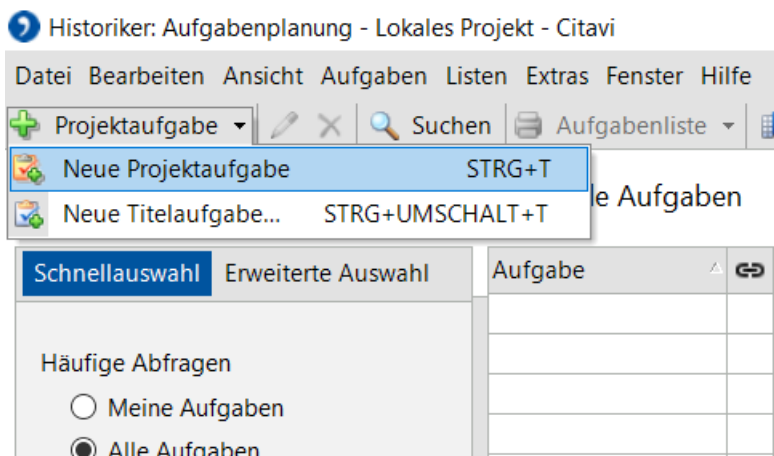 Historiker: Aufgabenplanung - Lokales Projekt - Citavi
Datei Bearbeiten Ansicht Aufgaben Listen Extras Fenster Hilfe
Projektaufgabe Suchen Aufgabenliste
Neue Projektaufgabe STRG+T
Neue Titelaufgabe... STRG+UMSCHALT+T
le Aufgaben
Schnellauswahl Erweiterte Auswahl Aufgabe
Häufige Abfragen
Meine Aufgaben
Alle Aufgaben